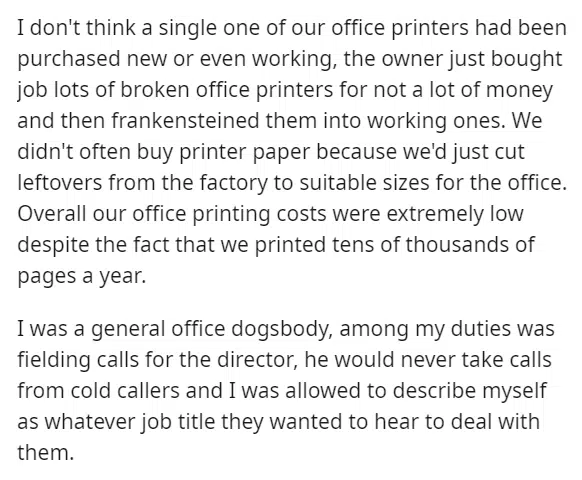 I don't think a single one of our office printers had been
purchased new or even working, the owner just bought
job lots of broken office printers for not a lot of money
and then frankensteined them into working ones. We
didn't often buy printer paper because we'd just cut
leftovers from the factory to suitable sizes for the office.
Overall our office printing costs were extremely low
despite the fact that we printed tens of thousands of
pages a year.
I was a general office dogsbody, among my duties was
fielding calls for the director, he would never take calls
from cold callers and I was allowed to describe myself
as whatever job title they wanted to hear to deal with
them.